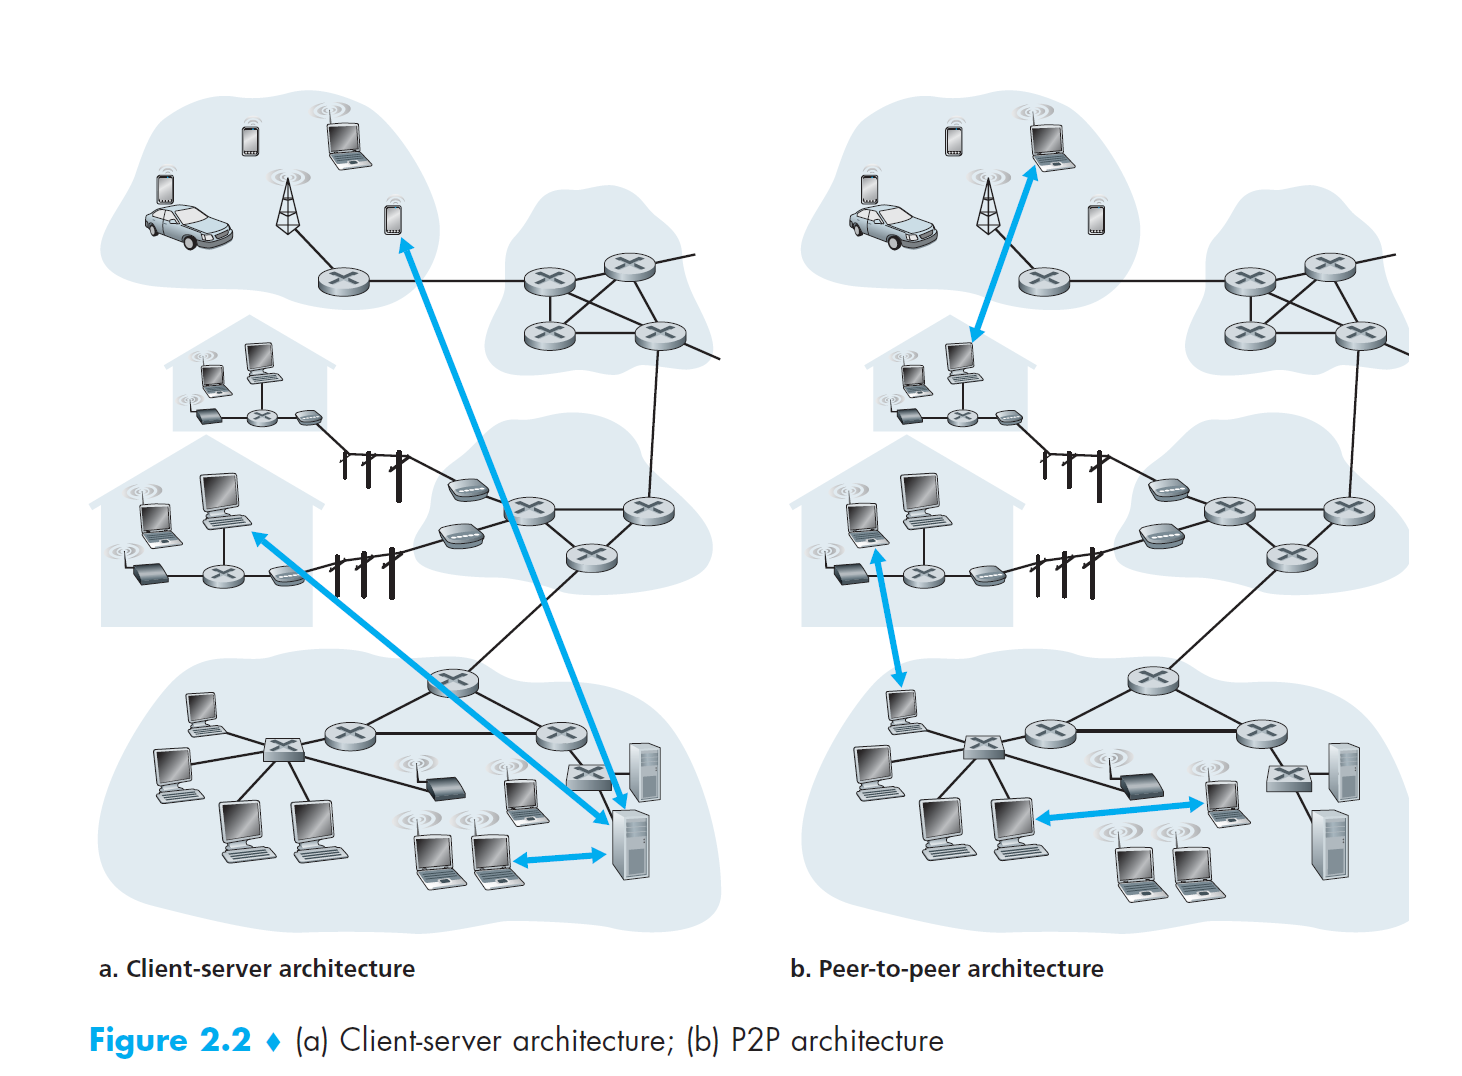 a. Client-server architecture
b. Peer-to-peer architecture
Figure 2.2 ♦ (a) Client-server architecture; (b) P2P architecture